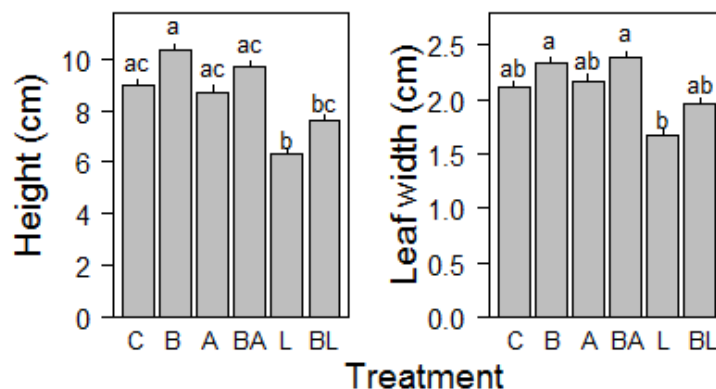 Height (cm)
10
8
6
4
2
0
ac
a
ac
ac
b
bc
C B A BA L BL
Leaf width (cm)
2.5
2.0
1.5
1.0
0.5
0.0
ab
a
ab
a
b
ab
C B A BA L BL
Treatment